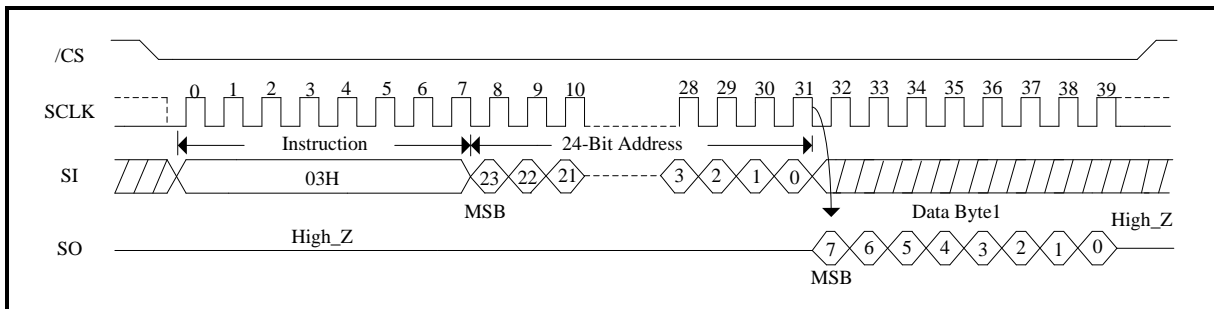 /CS
0 1 2 3 4 5 6 7 8 9 10 28 29 30 31 32 33 34 35 36 37 38 39
SCLK
Instruction 24-Bit Address
SI 03H 23 22 21 3 2 1 0
MSB Data Byte1
High_Z High_Z
SO 7 6 5 4 3 2 1 0
MSB